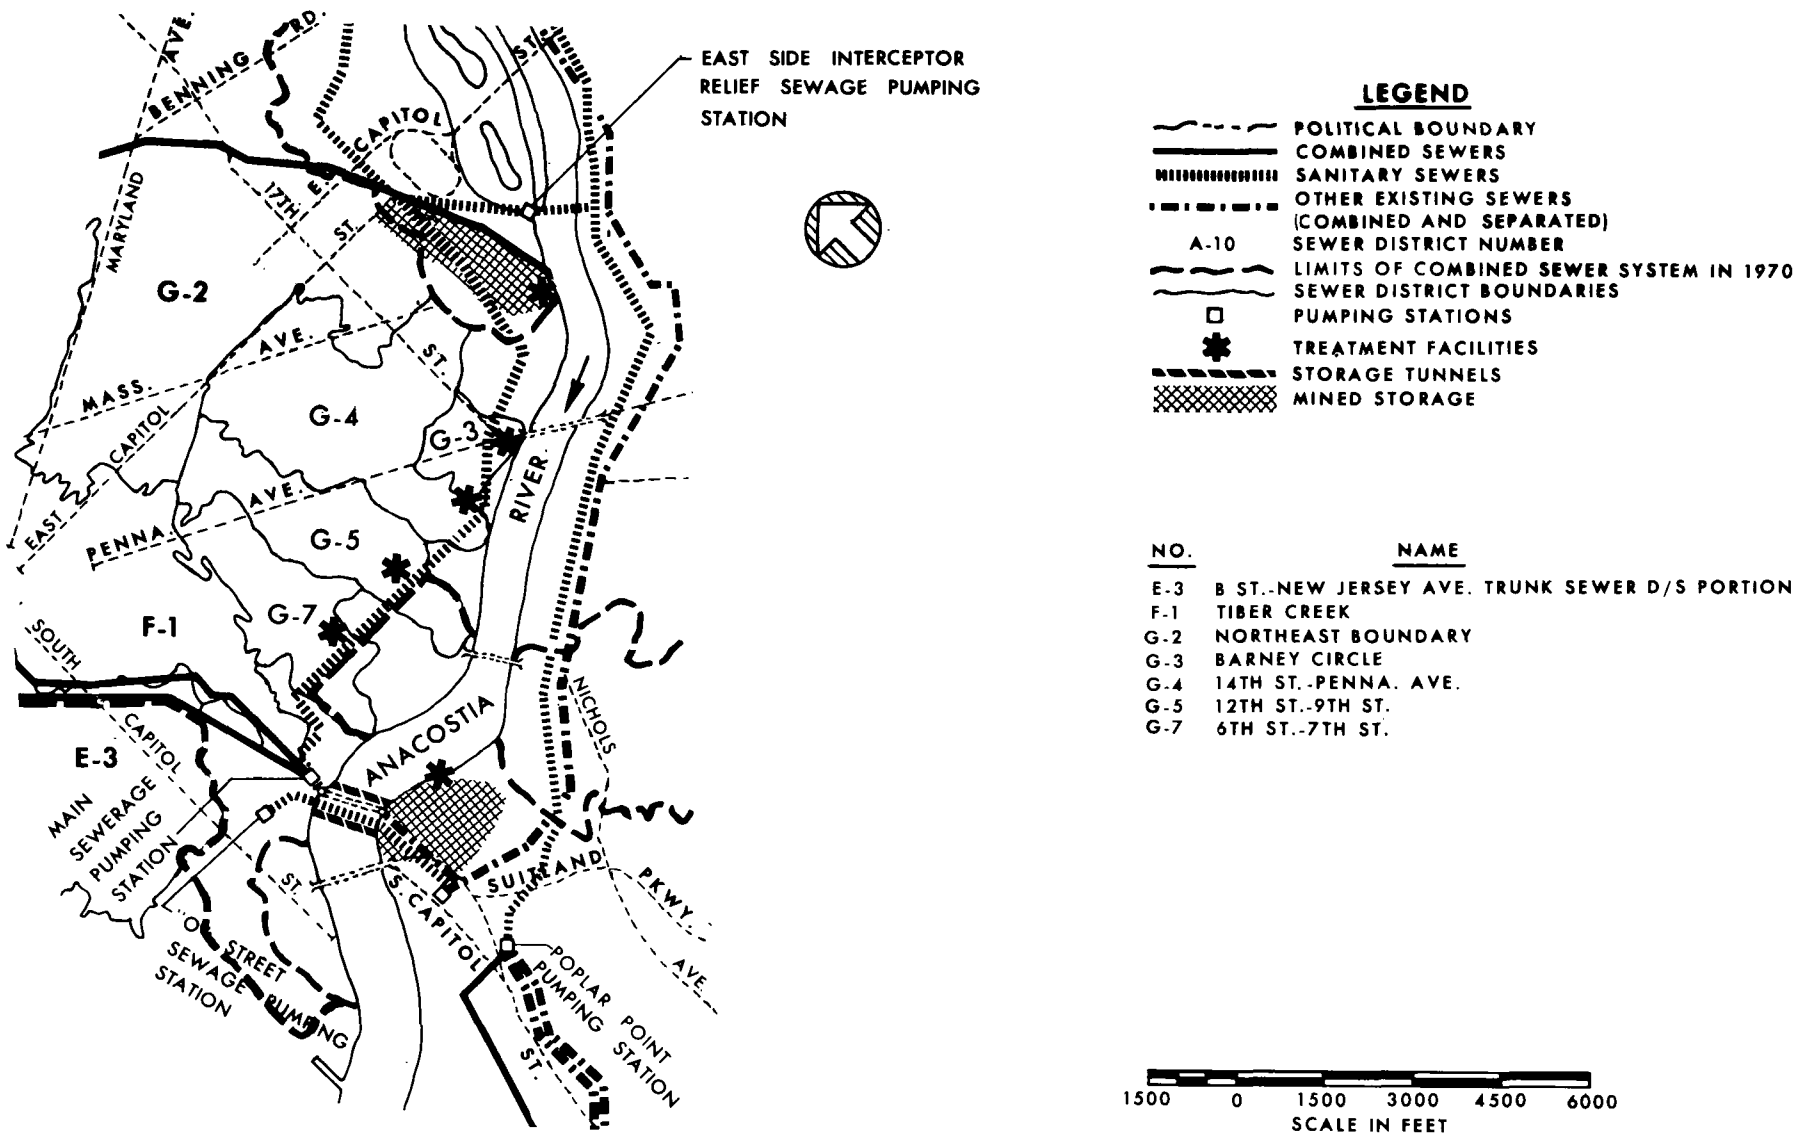 AVE.
BENNING RD.
E. CAPITOL ST.
EAST SIDE INTERCEPTOR
RELIEF SEWAGE PUMPING
STATION
MARYLAND
17TH.
ST.
G-2
MASS. AVE.
ST.
EAST CAPITOL
G-4
G-3
PENNA. AVE.
RIVER
G-5
G-7
F-1
SOUTH
CAPITOL
ST.
E-3
ANACOSTIA
NICHOLS
AVE.
MAIN
SEWERAGE
PUMPING
STATION
"O" STREET PUMPING
SEWAGE
STATION
S. CAPITOL
ST.
SUITLAND
PKWY.
POPLAR POINT
PUMPING STATION
LEGEND
POLITICAL BOUNDARY
COMBINED SEWERS
SANITARY SEWERS
OTHER EXISTING SEWERS
(COMBINED AND SEPARATED)
A-10 SEWER DISTRICT NUMBER
LIMITS OF COMBINED SEWER SYSTEM IN 1970
SEWER DISTRICT BOUNDARIES
PUMPING STATIONS
TREATMENT FACILITIES
STORAGE TUNNELS
MINED STORAGE
NO. NAME
E-3 B ST.-NEW JERSEY AVE. TRUNK SEWER D/S PORTION
F-1 TIBER CREEK
G-2 NORTHEAST BOUNDARY
G-3 BARNEY CIRCLE
G-4 14TH ST.-PENNA. AVE.
G-5 12TH ST.-9TH ST.
G-7 6TH ST.-7TH ST.
1500 0 1500 3000 4500 6000
SCALE IN FEET